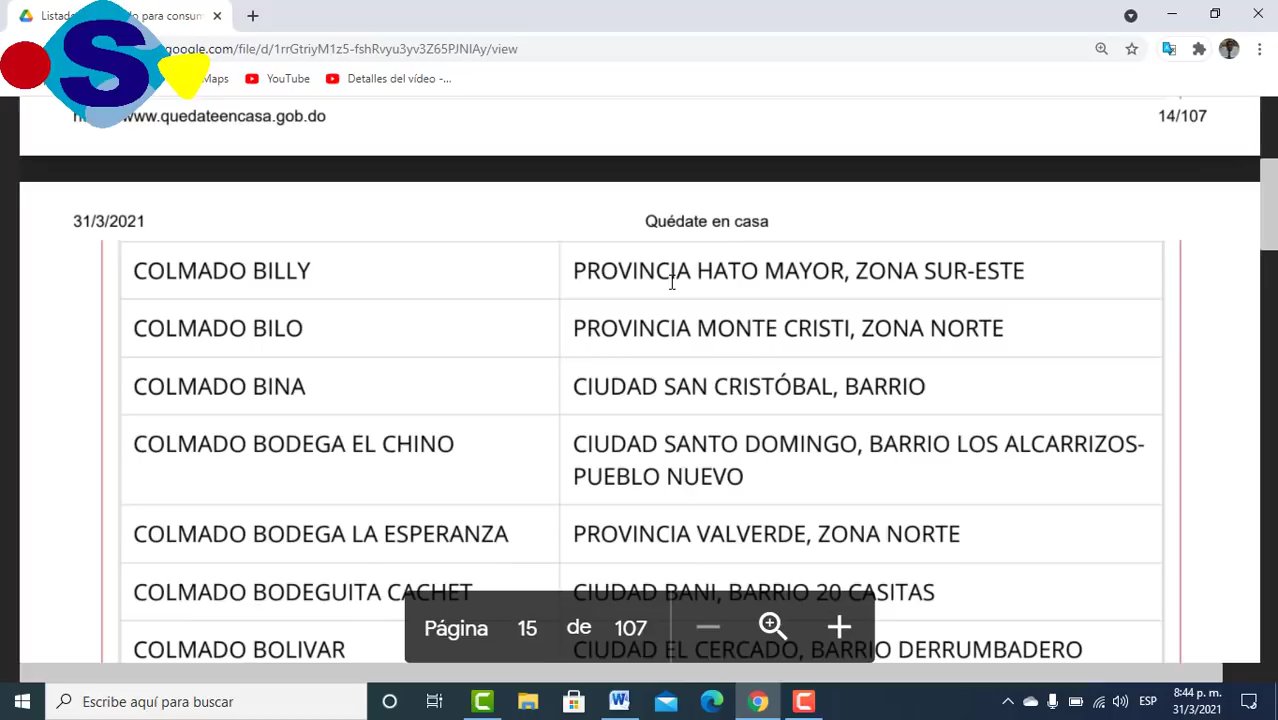 Listado
do para consum
google.com/file/d/1rrGtriyM1z5-fshRvyu3yv3Z65PJNIAy/view
Maps
YouTube
Detalles del vídeo -...
S
www.quedateencasa.gob.do
14/107
31/3/2021
Quédate en casa
COLMADO BILLY
PROVINCIA HATO MAYOR, ZONA SUR-ESTE
COLMADO BILO
PROVINCIA MONTE CRISTI, ZONA NORTE
COLMADO BINA
CIUDAD SAN CRISTÓBAL, BARRIO
COLMADO BODEGA EL CHINO
CIUDAD SANTO DOMINGO, BARRIO LOS ALCARRIZOS-
PUEBLO NUEVO
COLMADO BODEGA LA ESPERANZA
PROVINCIA VALVERDE, ZONA NORTE
COLMADO BODEGUITA CACHET
CIUDAD BANI, BARRIO 20 CASITAS
COLMADO BOLIVAR
CIUDAD EL CERCADO, BARRIO DERRUMBADERO
Página 15 de 107
Escribe aquí para buscar
ESP
8:44 p. m.
31/3/2021